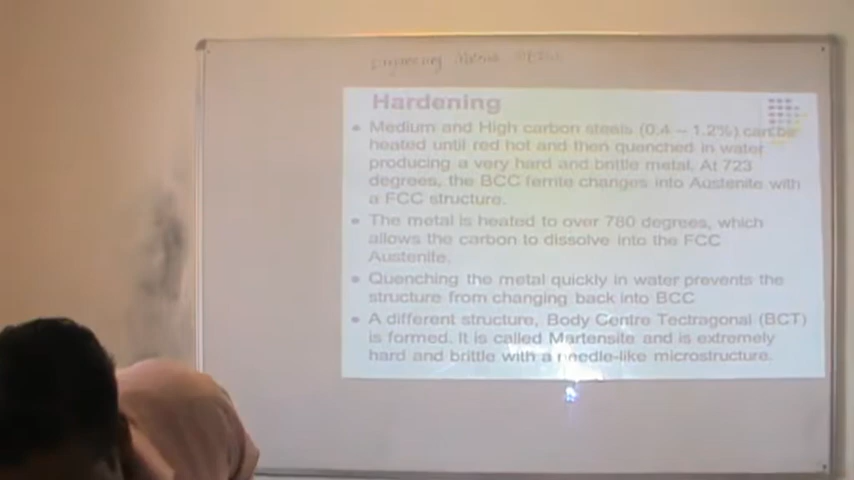 Hardening
• Medium and High carbon steels (0.4 – 1.2%) can be
heated until red hot and then quenched in water
producing a very hard and brittle metal. At 723
degrees, the BCC ferrite changes into Austenite with
a FCC structure.
• The metal is heated to over 780 degrees, which
allows the carbon to dissolve into the FCC
Austenite.
• Quenching the metal quickly in water prevents the
structure from changing back into BCC
• A different structure, Body Centre Tectragonal (BCT)
is formed. It is called Martensite and is extremely
hard and brittle with a needle-like microstructure.